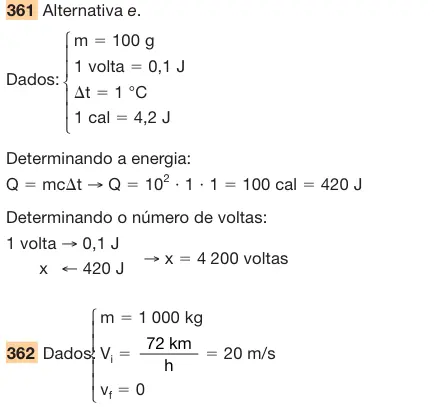 361 Alternativa e.
Dados:
m = 100 g
1 volta = 0,1 J
Δt = 1 °C
1 cal = 4,2 J
Determinando a energia:
Q = mcΔt → Q = 10² · 1 · 1 = 100 cal = 420 J
Determinando o número de voltas:
1 volta → 0,1 J
x ← 420 J → x = 4 200 voltas
362 Dados:
m = 1 000 kg
Vᵢ = 72 km / h = 20 m/s
v_f = 0